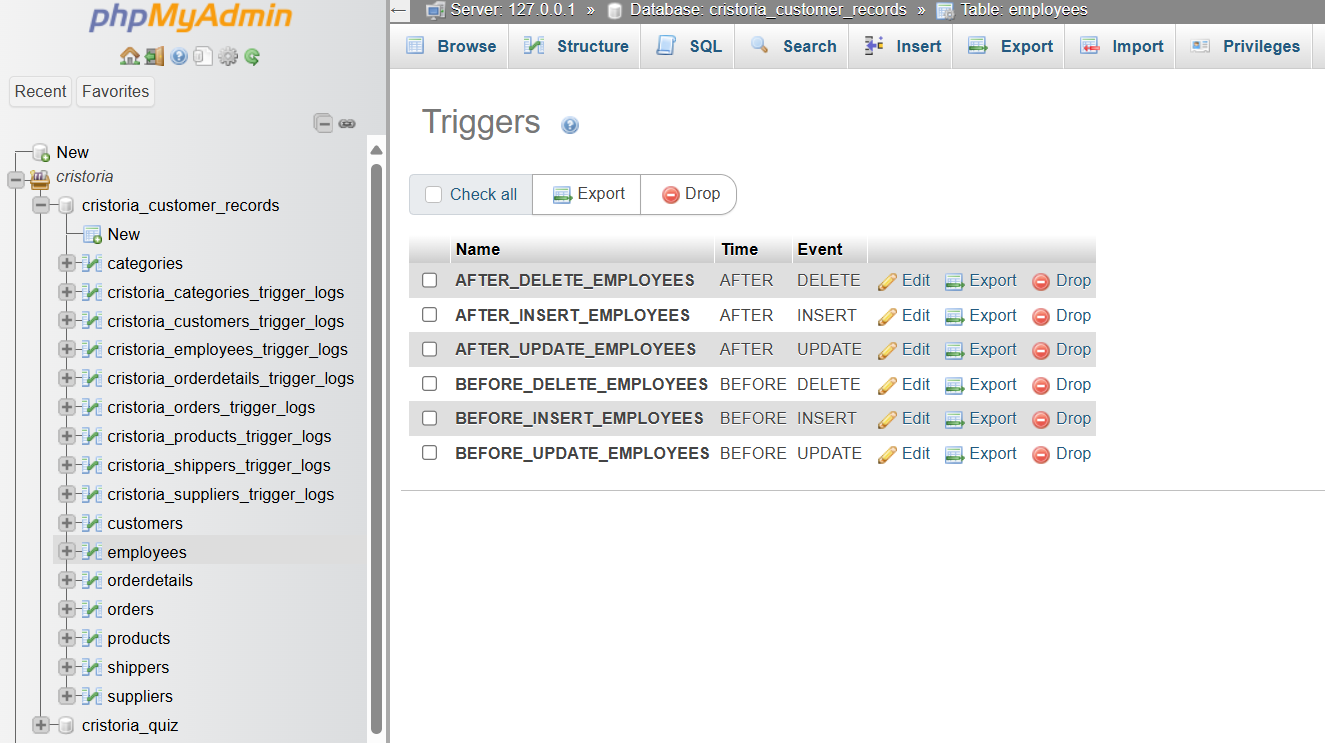 phpMyAdmin
Recent Favorites
New
cristoria
cristoria_customer_records
New
categories
cristoria_categories_trigger_logs
cristoria_customers_trigger_logs
cristoria_employees_trigger_logs
cristoria_orderdetails_trigger_logs
cristoria_orders_trigger_logs
cristoria_products_trigger_logs
cristoria_shippers_trigger_logs
cristoria_suppliers_trigger_logs
customers
employees
orderdetails
orders
products
shippers
suppliers
cristoria_quiz
← Server: 127.0.0.1 » Database: cristoria_customer_records » Table: employees
Browse Structure SQL Search Insert Export Import Privileges
Triggers
Check all Export Drop
Name Time Event
AFTER_DELETE_EMPLOYEES AFTER DELETE Edit Export Drop
AFTER_INSERT_EMPLOYEES AFTER INSERT Edit Export Drop
AFTER_UPDATE_EMPLOYEES AFTER UPDATE Edit Export Drop
BEFORE_DELETE_EMPLOYEES BEFORE DELETE Edit Export Drop
BEFORE_INSERT_EMPLOYEES BEFORE INSERT Edit Export Drop
BEFORE_UPDATE_EMPLOYEES BEFORE UPDATE Edit Export Drop